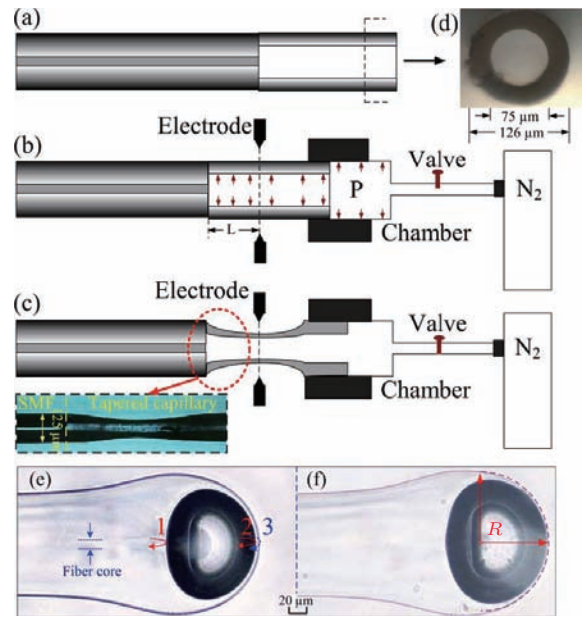 (a)
(d)
75 µm
126 µm
Electrode
(b)
P
Valve
N2
L
Chamber
Electrode
(c)
Valve
N2
Chamber
SMF
Tapered capillary
(e)
1
2
3
Fiber core
(f)
R
20 µm